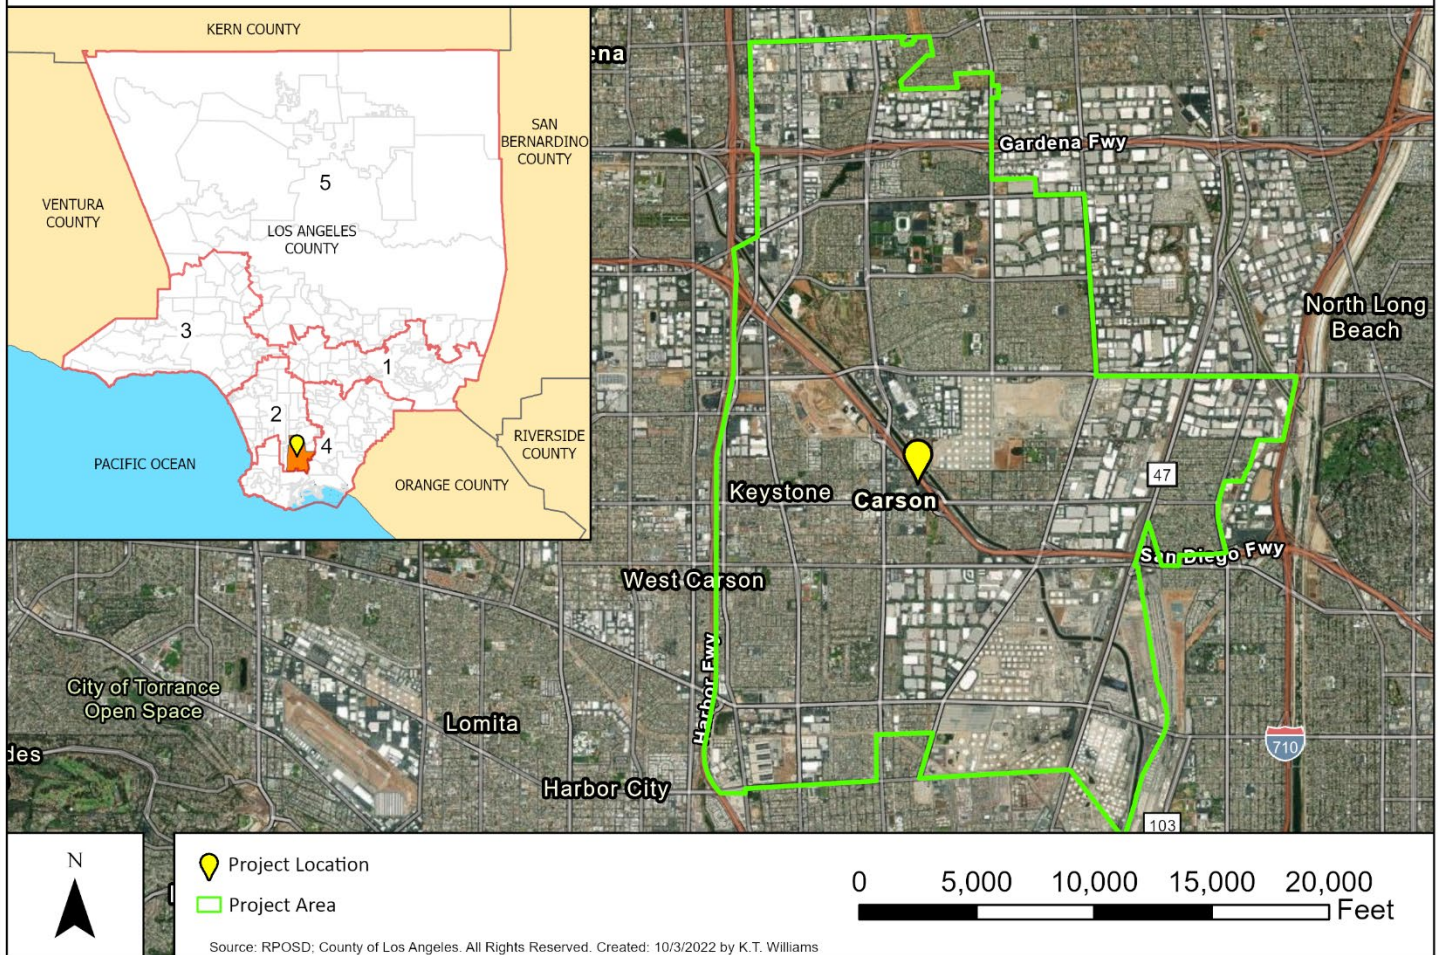 KERN COUNTY
SAN
BERNARDINO
COUNTY
5
VENTURA
COUNTY
LOS ANGELES
COUNTY
3
1
2
4
RIVERSIDE
COUNTY
PACIFIC OCEAN
ORANGE COUNTY
ena
Gardena Fwy
North Long
Beach
47
Keystone
Carson
San Diego Fwy
West Carson
Harbor Fwy
City of Torrance
Open Space
Lomita
des
710
Harbor City
103
N
Project Location
Project Area
0 5,000 10,000 15,000 20,000
Feet
Source: RPOSD; County of Los Angeles. All Rights Reserved. Created: 10/3/2022 by K.T. Williams